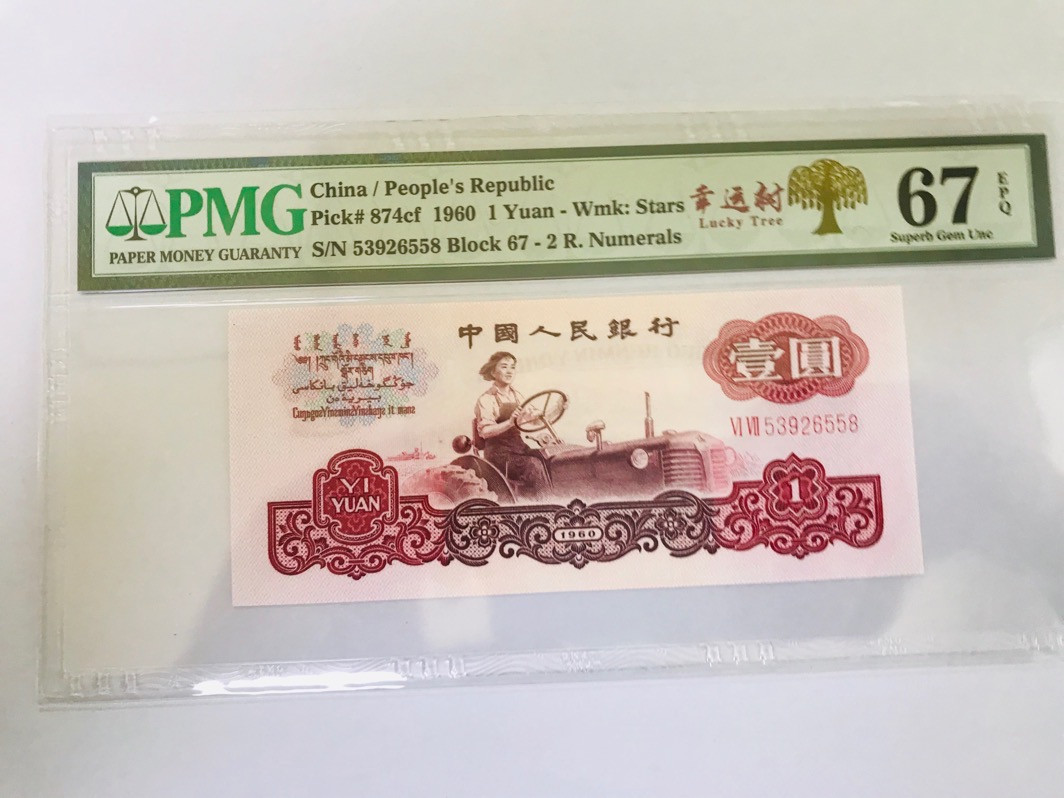 PMG
PAPER MONEY GUARANTY
China / People's Republic
Pick# 874cf 1960 1 Yuan - Wmk: Stars
S/N 53926558 Block 67 - 2 R. Numerals
幸运树
Lucky Tree
67
EPQ
Superb Gem Unc
中國人民銀行
壹圓
VI VII 53926558
YI
YUAN
1960
1